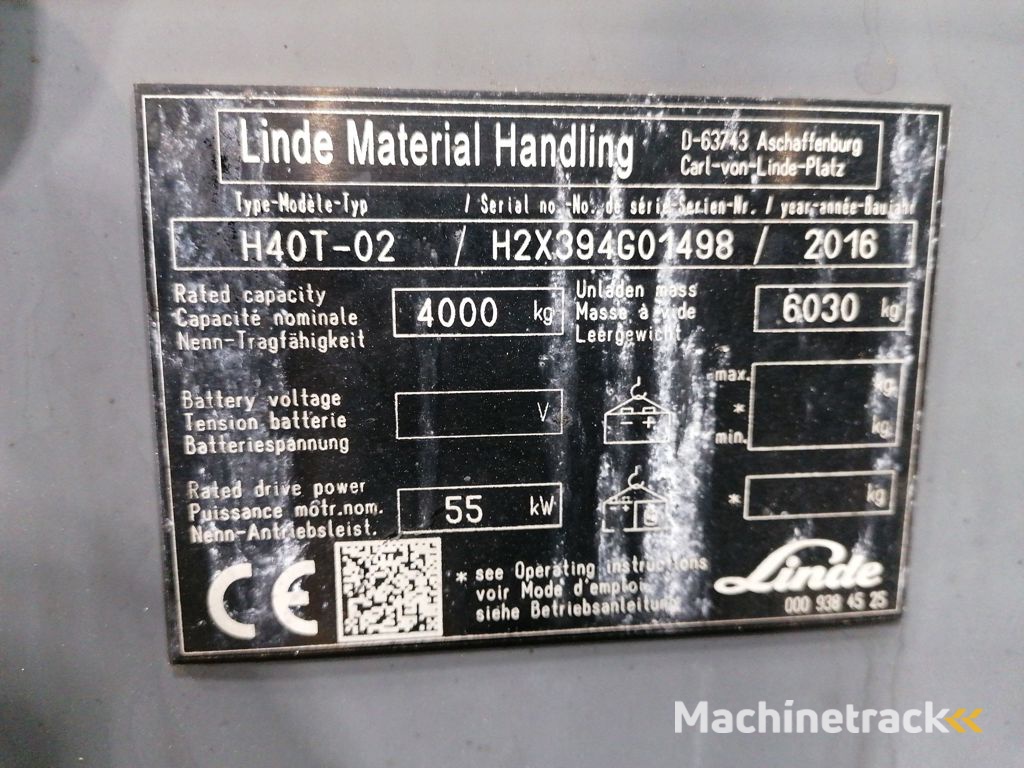 Linde Material Handling
D-63743 Aschaffenburg
Carl-von-Linde-Platz
Type-Modèle-Typ / Serial no.-No. de série-Serien-Nr. / year-année-Baujahr
H40T-02 / H2X394G01498 / 2016
Rated capacity
Capacité nominale
Nenn-Tragfähigkeit
4000 kg
Unladen mass
Masse à vide
Leergewicht
6030 kg
Battery voltage
Tension batterie
Batteriespannung
V
- +
max. kg
*
min. kg
Rated drive power
Puissance motr.nom.
Nenn-Antriebsleist.
55 kW
+ -
* kg
CE
* see Operating instructions
voir Mode d'emploi
siehe Betriebsanleitung
Linde
000 938 45 25
Machinetrack